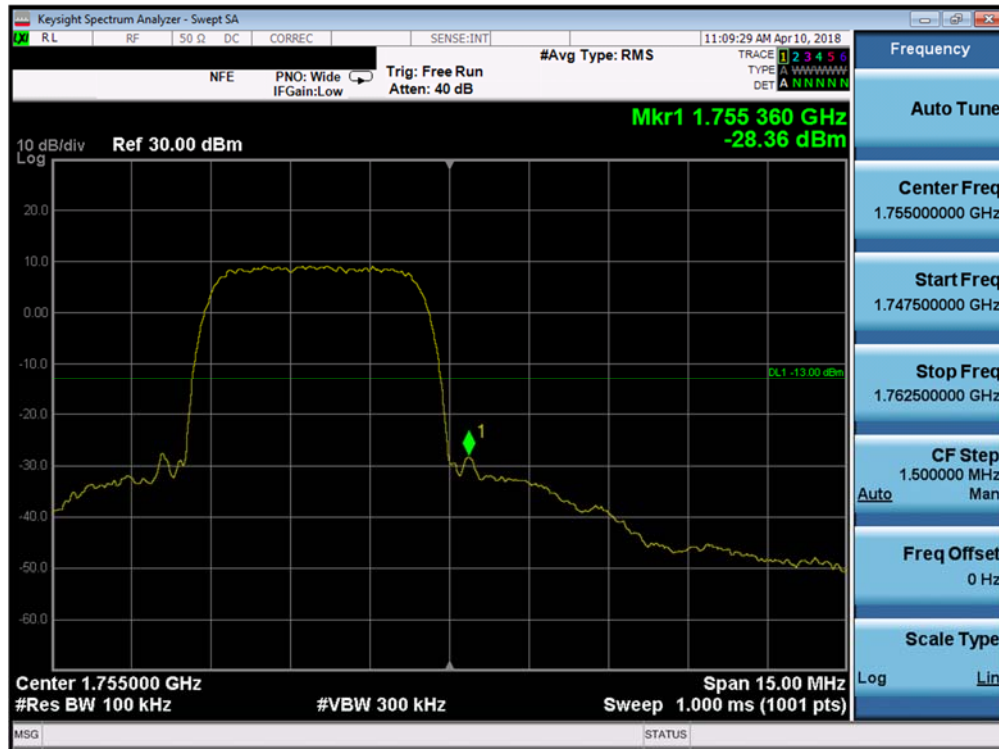 Keysight Spectrum Analyzer - Swept SA
LXI RL RF 50 Ω DC CORREC SENSE:INT 11:09:29 AM Apr 10, 2018
NFE PNO: Wide Trig: Free Run #Avg Type: RMS TRACE 1 2 3 4 5 6
IFGain:Low Atten: 40 dB TYPE A WWWWW
DET A N N N N N
Mkr1 1.755 360 GHz
-28.36 dBm
10 dB/div Ref 30.00 dBm
Log
20.0
10.0
0.00
-10.0
DL1 -13.00 dBm
-20.0
1
-30.0
-40.0
-50.0
-60.0
Center 1.755000 GHz Span 15.00 MHz
#Res BW 100 kHz #VBW 300 kHz Sweep 1.000 ms (1001 pts)
MSG STATUS
Frequency
Auto Tune
Center Freq
1.755000000 GHz
Start Freq
1.747500000 GHz
Stop Freq
1.762500000 GHz
CF Step
1.500000 MHz
Auto Man
Freq Offset
0 Hz
Scale Type
Log Lin